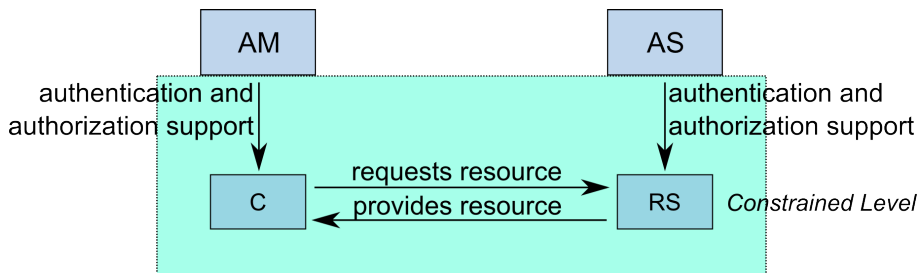 AM
AS
authentication and
authorization support
authentication and
authorization support
requests resource
C
RS
provides resource
Constrained Level